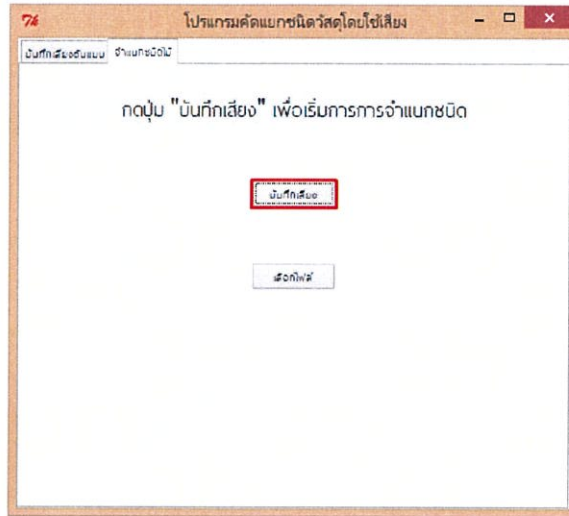 โปรแกรมคัดแยกชนิดวัสดุโดยใช้เสียง
บันทึกเสียงต้นแบบ จำแนกชนิดไม้
กดปุ่ม "บันทึกเสียง" เพื่อเริ่มการการจำแนกชนิด
บันทึกเสียง
เลือกไฟล์